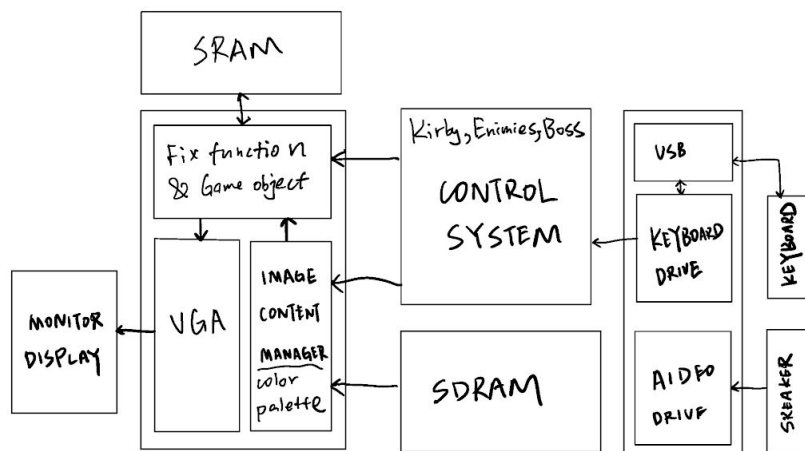 SRAM
Fix function
& Game object
VGA
IMAGE
CONTENT
MANAGER
color
palette
MONITOR
DISPLAY
Kirby, Enimies, Boss
CONTROL
SYSTEM
SDRAM
USB
KEYBOARD
DRIVE
AIDEO
DRIVE
KEYBOARD
SKEAKER